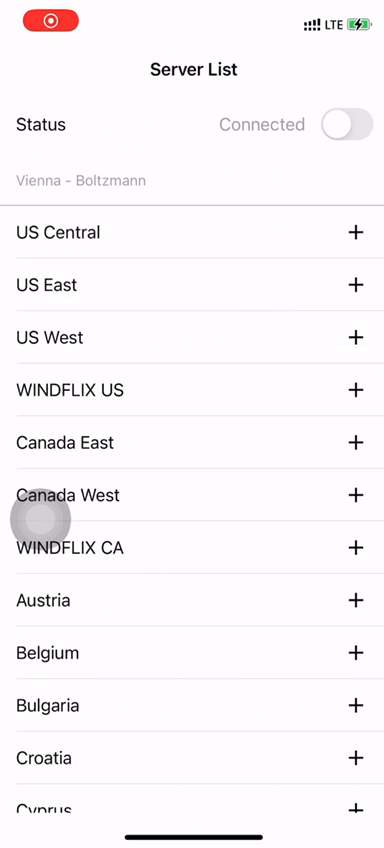 LTE
Server List
Status Connected
Vienna - Boltzmann
US Central
US East
US West
WINDFLIX US
Canada East
Canada West
WINDFLIX CA
Austria
Belgium
Bulgaria
Croatia
Cyprus